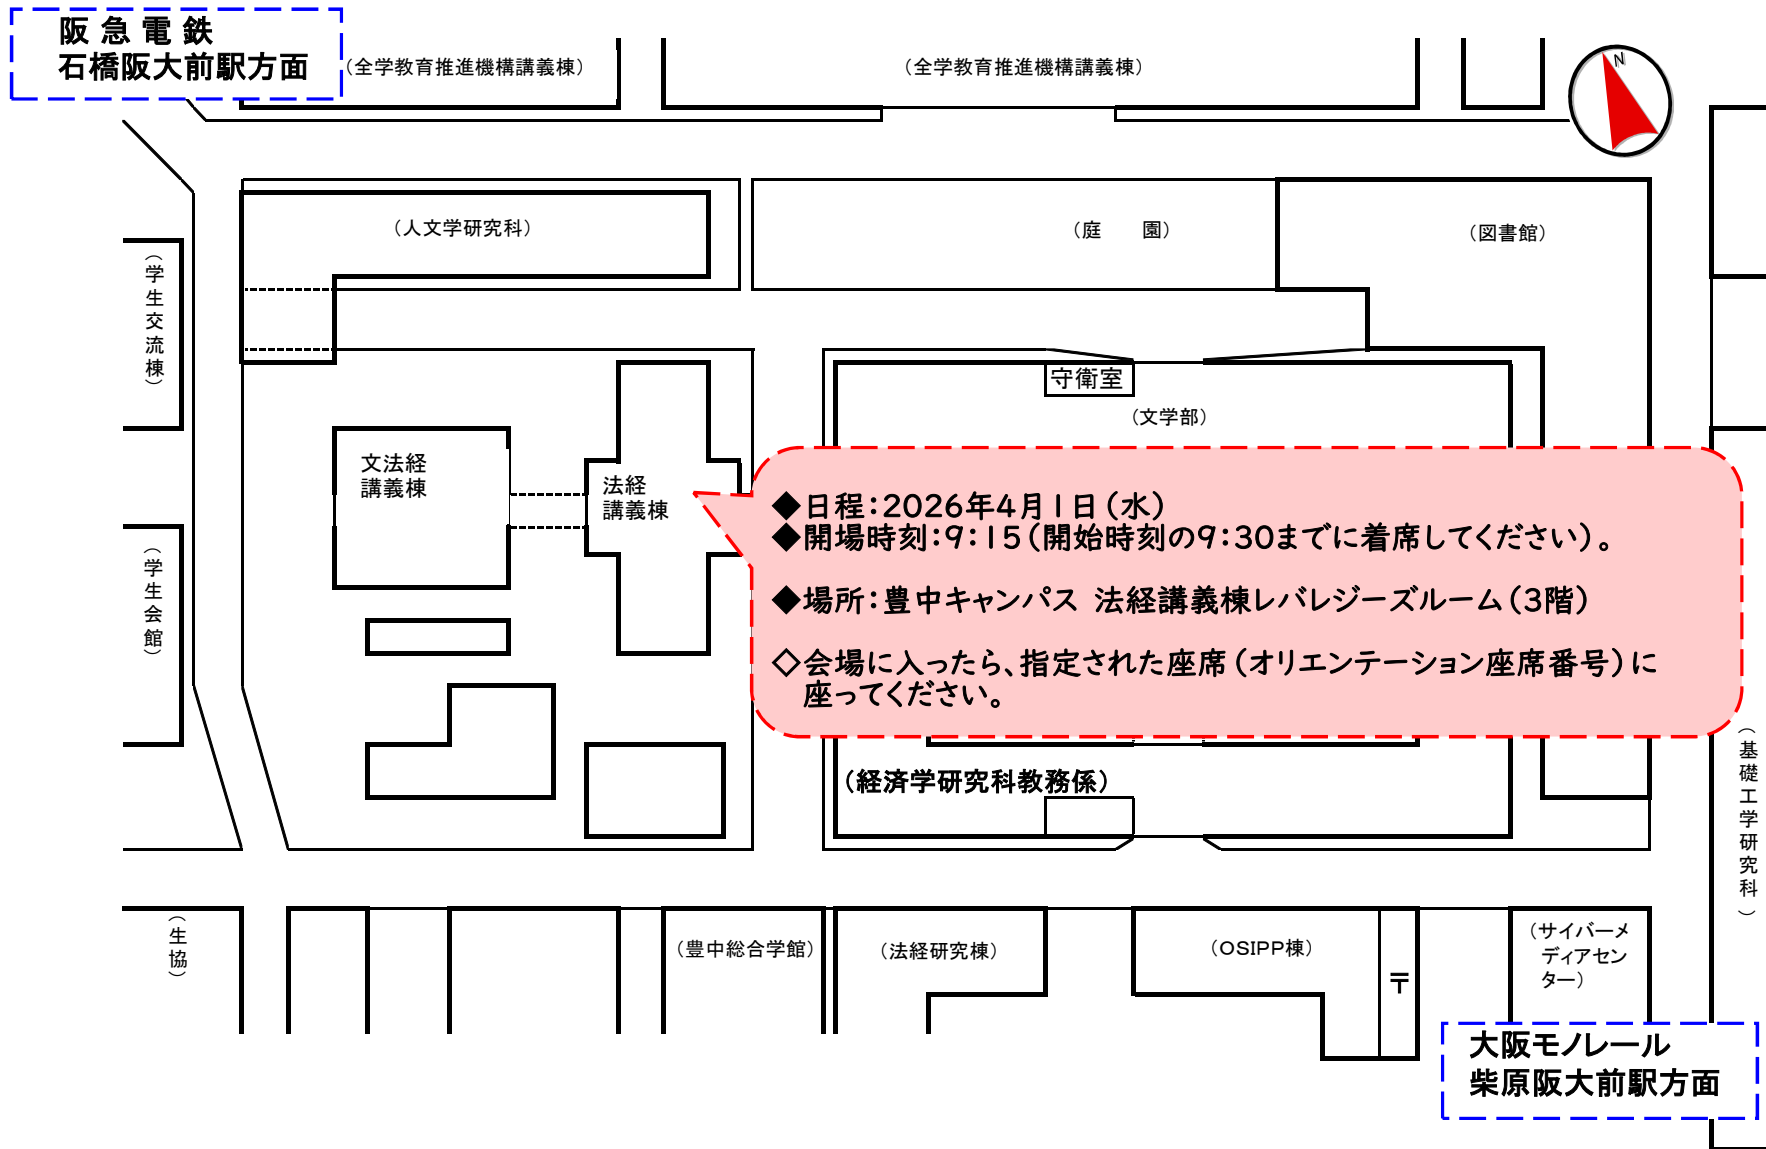 阪 急 電 鉄
石橋阪大前駅方面
（全学教育推進機構講義棟）
（全学教育推進機構講義棟）
N
（人文学研究科）
（庭　園）
（図書館）
（学生交流棟）
守衛室
（文学部）
文法経
講義棟
法経
講義棟
◆日程：2026年4月1日（水）
◆開場時刻：9：15（開始時刻の9：30までに着席してください）。
◆場所：豊中キャンパス 法経講義棟レバレジーズルーム（3階）
◇会場に入ったら、指定された座席（オリエンテーション座席番号）に
座ってください。
（学生会館）
（経済学研究科教務係）
（基礎工学研究科）
（生協）
（豊中総合学館）
（法経研究棟）
（OSIPP棟）
〒
（サイバーメ
ディアセン
ター）
大阪モノレール
柴原阪大前駅方面